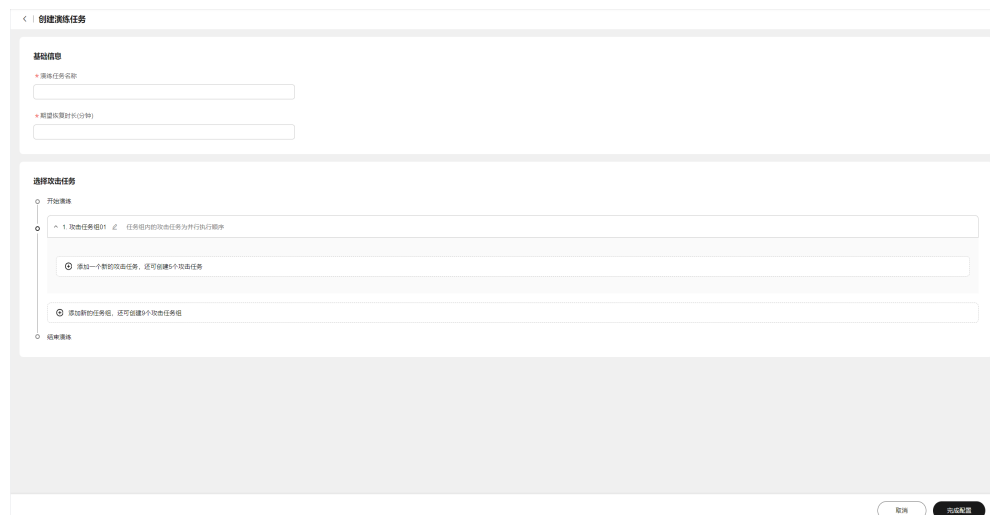 创建演练任务
基础信息
* 演练任务名称
* 期望恢复时长(分钟)
选择攻击任务
开始演练
1. 攻击任务组01 任务组内的攻击任务为并行执行顺序
添加一个新的攻击任务，还可创建5个攻击任务
添加新的任务组，还可创建9个攻击任务组
结束演练
取消 完成配置